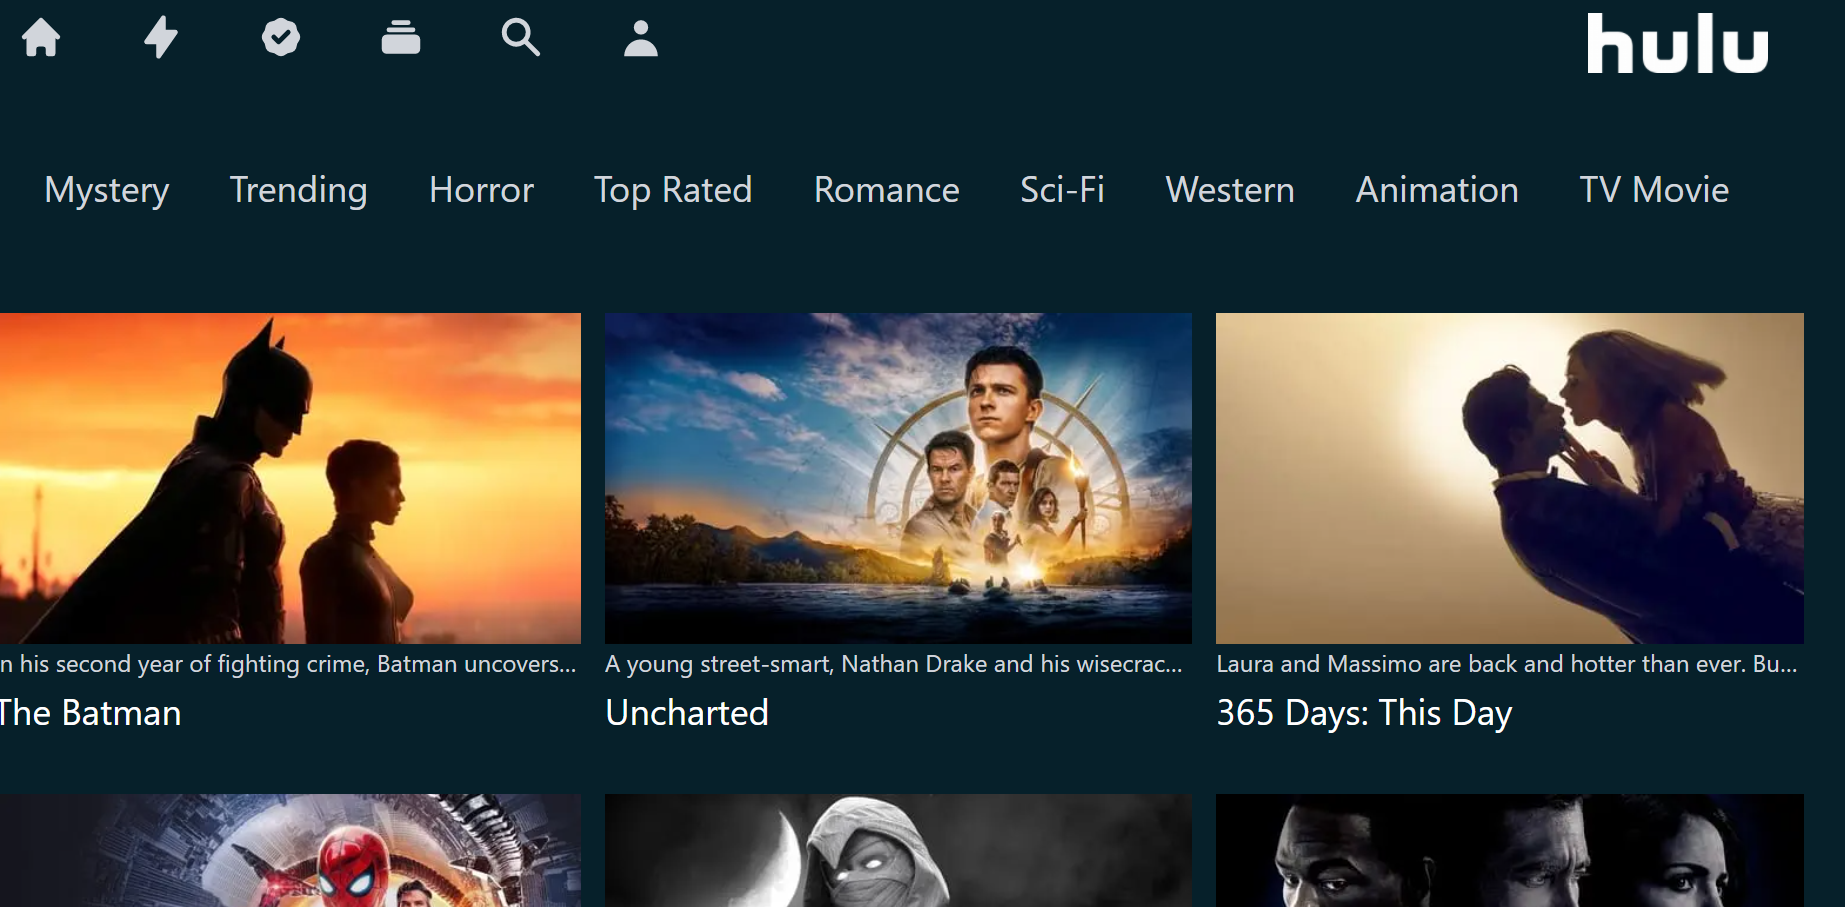 hulu
Mystery Trending Horror Top Rated Romance Sci-Fi Western Animation TV Movie
n his second year of fighting crime, Batman uncovers...
The Batman
A young street-smart, Nathan Drake and his wisecrac...
Uncharted
Laura and Massimo are back and hotter than ever. Bu...
365 Days: This Day